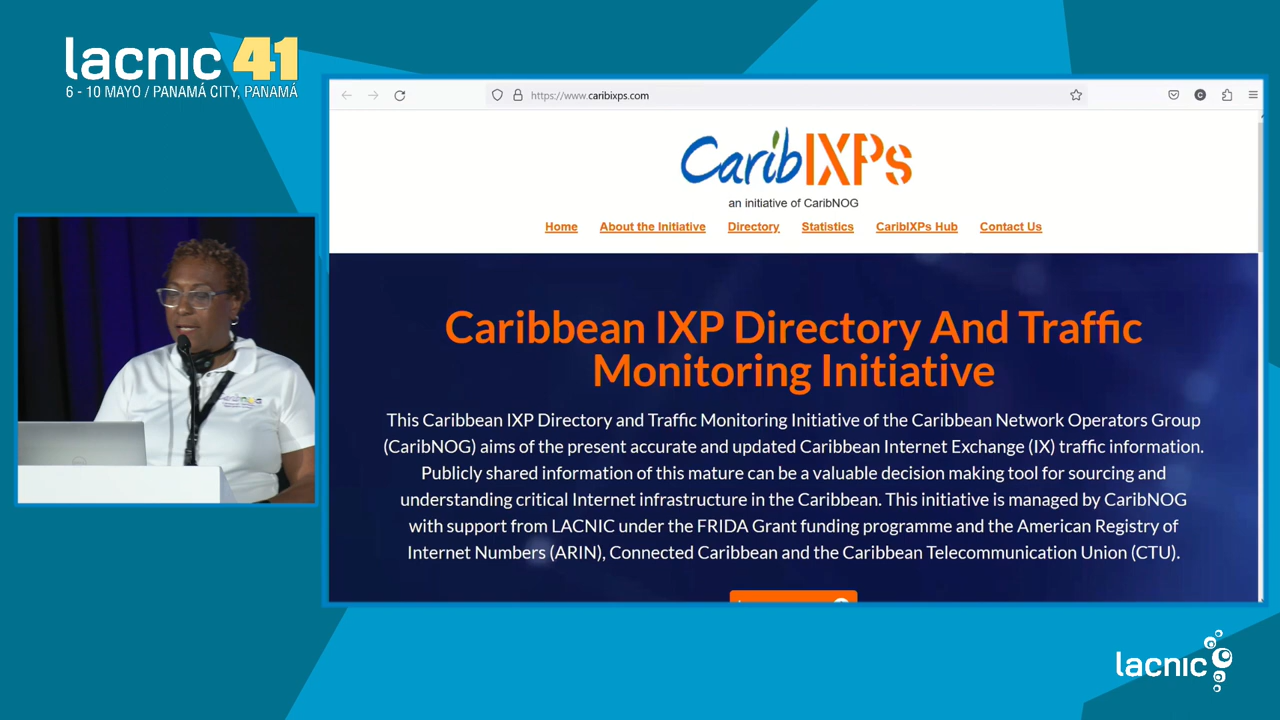 lacnic 41
6 - 10 MAYO / PANAMÁ CITY, PANAMÁ
https://www.caribixps.com
CaribIXPs
an initiative of CaribNOG
Home About the Initiative Directory Statistics CaribIXPs Hub Contact Us
Caribbean IXP Directory And Traffic
Monitoring Initiative
This Caribbean IXP Directory and Traffic Monitoring Initiative of the Caribbean Network Operators Group
(CaribNOG) aims of the present accurate and updated Caribbean Internet Exchange (IX) traffic information.
Publicly shared information of this mature can be a valuable decision making tool for sourcing and
understanding critical Internet infrastructure in the Caribbean. This initiative is managed by CaribNOG
with support from LACNIC under the FRIDA Grant funding programme and the American Registry of
Internet Numbers (ARIN), Connected Caribbean and the Caribbean Telecommunication Union (CTU).
lacnic